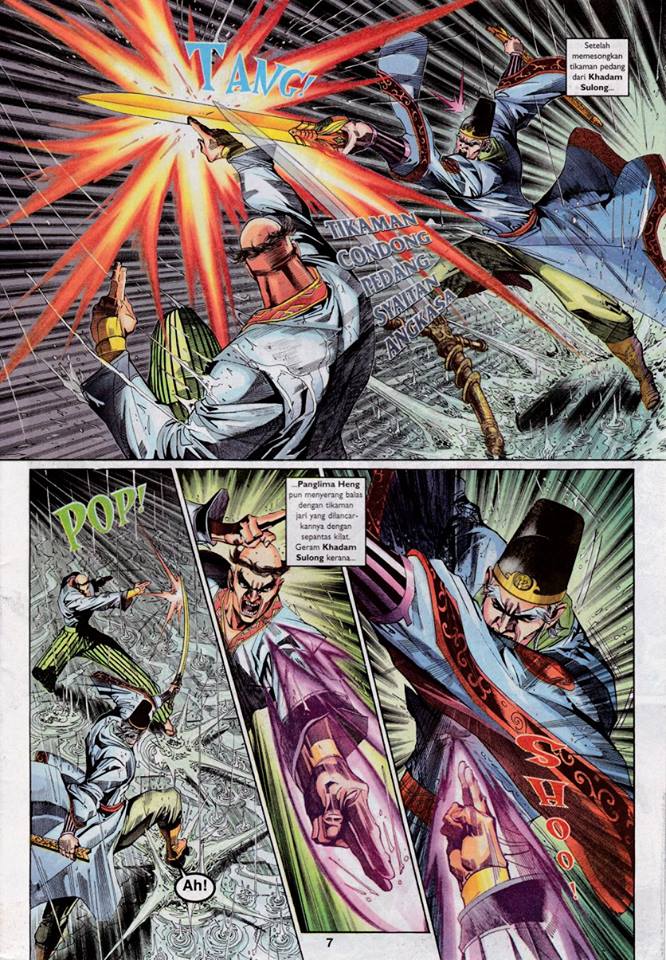 TANG!
Setelah
memesongkan
tikaman pedang
dari Khadam
Sulong...
TIKAMAN
CONDONG
PEDANG
SYAITAN
ANGKASA
POP!
...Panglima Heng
pun menyerang balas
dengan tikaman
jari yang dilancar-
kannya dengan
sepantas kilat.
Geram Khadam
Sulong kerana...
SHOO!
Ah!
7